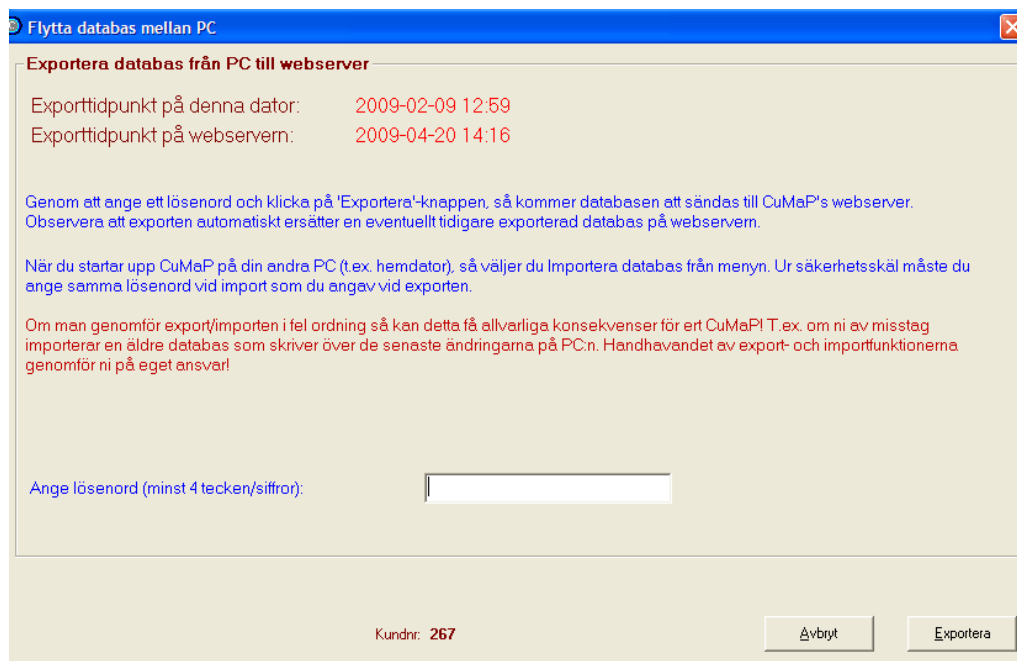 Flytta databas mellan PC
Exportera databas från PC till webserver
Exporttidpunkt på denna dator: 2009-02-09 12:59
Exporttidpunkt på webservern: 2009-04-20 14:16
Genom att ange ett lösenord och klicka på 'Exportera'-knappen, så kommer databasen att sändas till CuMaP's webserver.
Observera att exporten automatiskt ersätter en eventuellt tidigare exporterad databas på webservern.
När du startar upp CuMaP på din andra PC (t.ex. hemdator), så väljer du Importera databas från menyn. Ur säkerhetsskäl måste du
ange samma lösenord vid import som du angav vid exporten.
Om man genomför export/importen i fel ordning så kan detta få allvarliga konsekvenser för ert CuMaP! T.ex. om ni av misstag
importerar en äldre databas som skriver över de senaste ändringarna på PC:n. Handhavandet av export- och importfunktionerna
genomför ni på eget ansvar!
Ange lösenord (minst 4 tecken/siffror):
Kundnr: 267
Avbryt
Exportera